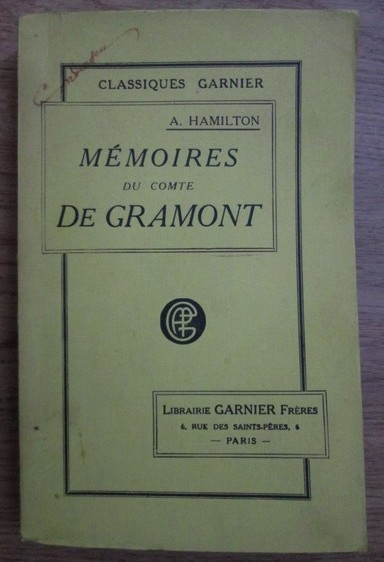 CLASSIQUES GARNIER
A. HAMILTON
MÉMOIRES
DU COMTE
DE GRAMONT
LIBRAIRIE GARNIER FRÈRES
6, RUE DES SAINTS-PÈRES, 6
— PARIS —